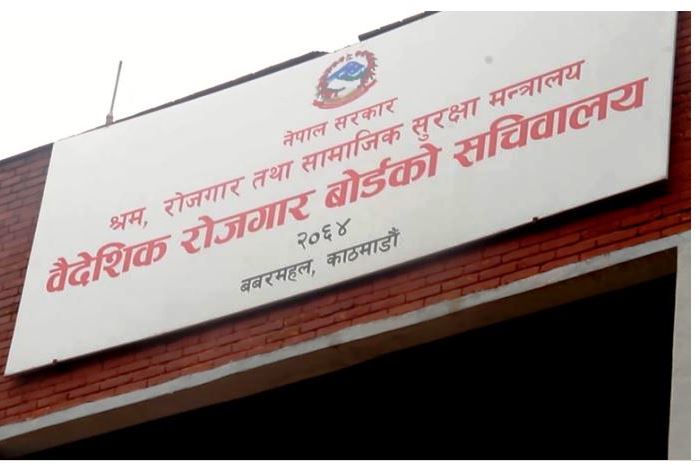 नेपाल सरकार
श्रम, रोजगार तथा सामाजिक सुरक्षा मन्त्रालय
वैदेशिक रोजगार बोर्डको सचिवालय
२०६४
बबरमहल, काठमाडौँ